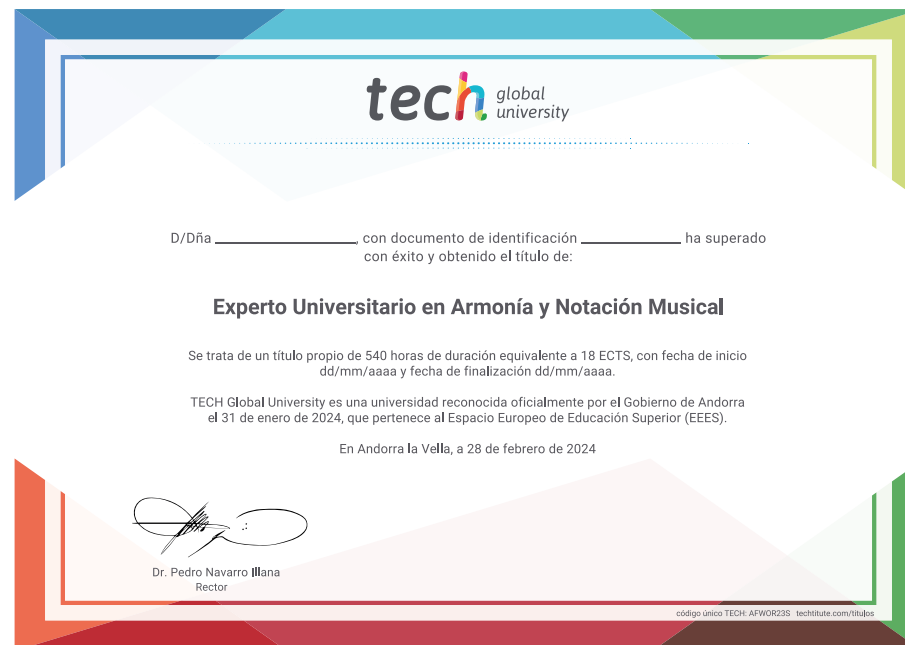 tech global
university
D/Dña ______________, con documento de identificación __________ ha superado
con éxito y obtenido el título de:
Experto Universitario en Armonía y Notación Musical
Se trata de un título propio de 540 horas de duración equivalente a 18 ECTS, con fecha de inicio
dd/mm/aaaa y fecha de finalización dd/mm/aaaa.
TECH Global University es una universidad reconocida oficialmente por el Gobierno de Andorra
el 31 de enero de 2024, que pertenece al Espacio Europeo de Educación Superior (EEES).
En Andorra la Vella, a 28 de febrero de 2024
Dr. Pedro Navarro Illana
Rector
código único TECH: AFWOR23S techtitute.com/titulos